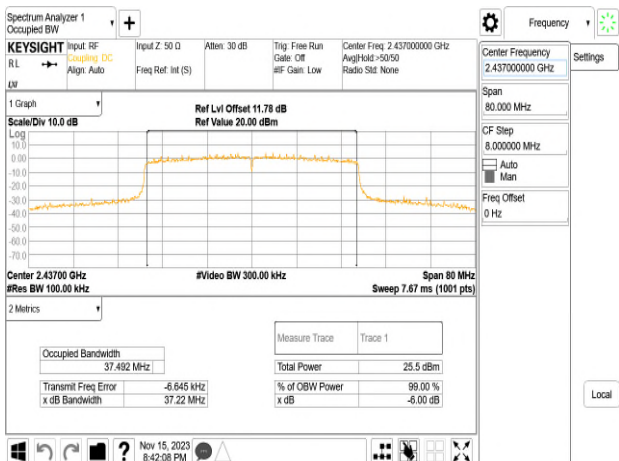 Spectrum Analyzer 1
Occupied BW
+
Frequency
KEYSIGHT
Input: RF
Input Z: 50 Ω
Atten: 30 dB
Trig: Free Run
Center Freq: 2.437000000 GHz
RL
Coupling: DC
Gate: Off
Avg|Hold:>50/50
Align: Auto
Freq Ref: Int (S)
#IF Gain: Low
Radio Std: None
LXI
Center Frequency
2.437000000 GHz
Settings
Span
80.000 MHz
CF Step
8.000000 MHz
Auto
Man
Freq Offset
0 Hz
1 Graph
Ref Lvl Offset 11.78 dB
Scale/Div 10.0 dB
Ref Value 20.00 dBm
Log
10.0
0.00
-10.0
-20.0
-30.0
-40.0
-50.0
-60.0
-70.0
Center 2.43700 GHz
#Video BW 300.00 kHz
Span 80 MHz
#Res BW 100.00 kHz
Sweep 7.67 ms (1001 pts)
2 Metrics
Measure Trace
Trace 1
Occupied Bandwidth
37.492 MHz
Total Power
25.5 dBm
Transmit Freq Error
-6.645 kHz
% of OBW Power
99.00 %
x dB Bandwidth
37.22 MHz
x dB
-6.00 dB
Local
?
Nov 15, 2023
8:42:08 PM